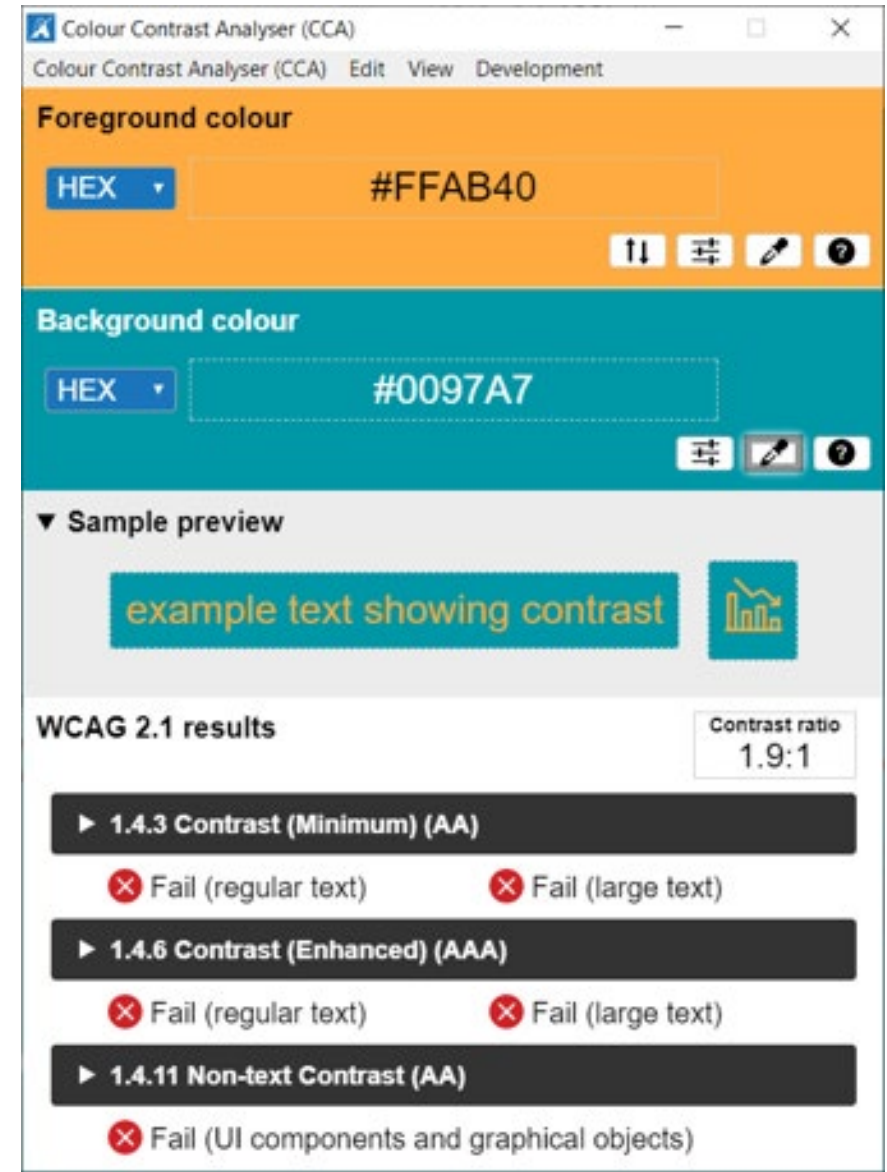 Colour Contrast Analyser (CCA)
Colour Contrast Analyser (CCA) Edit View Development
Foreground colour
HEX #FFAB40
Background colour
HEX #0097A7
▼ Sample preview
example text showing contrast
WCAG 2.1 results
Contrast ratio
1.9:1
▶ 1.4.3 Contrast (Minimum) (AA)
Fail (regular text) Fail (large text)
▶ 1.4.6 Contrast (Enhanced) (AAA)
Fail (regular text) Fail (large text)
▶ 1.4.11 Non-text Contrast (AA)
Fail (UI components and graphical objects)